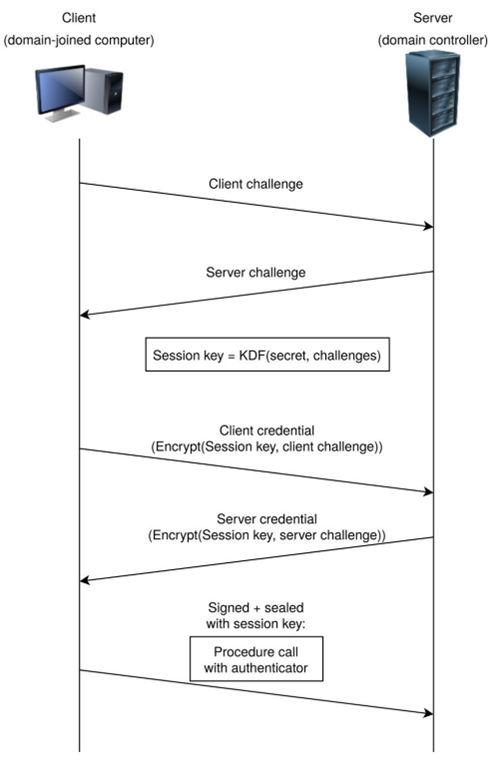 Client
(domain-joined computer)
Server
(domain controller)
Client challenge
Server challenge
Session key = KDF(secret, challenges)
Client credential
(Encrypt(Session key, client challenge))
Server credential
(Encrypt(Session key, server challenge))
Signed + sealed
with session key:
Procedure call
with authenticator